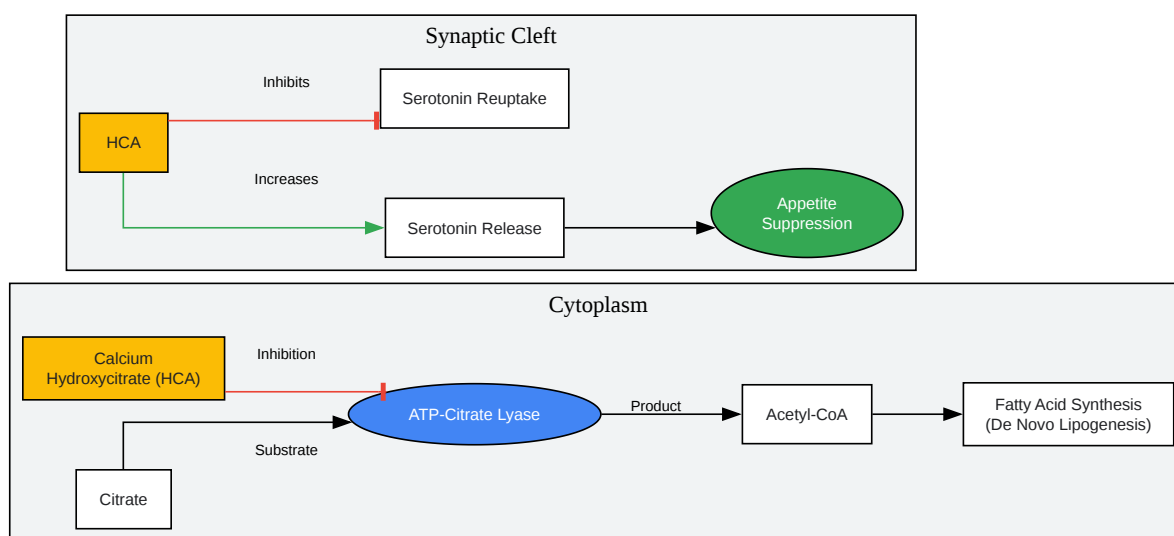 Synaptic Cleft
Inhibits
Serotonin Reuptake
HCA
Increases
Serotonin Release
Appetite
Suppression
Cytoplasm
Calcium
Hydroxycitrate (HCA)
Inhibition
ATP-Citrate Lyase
Product
Acetyl-CoA
Fatty Acid Synthesis
(De Novo Lipogenesis)
Substrate
Citrate